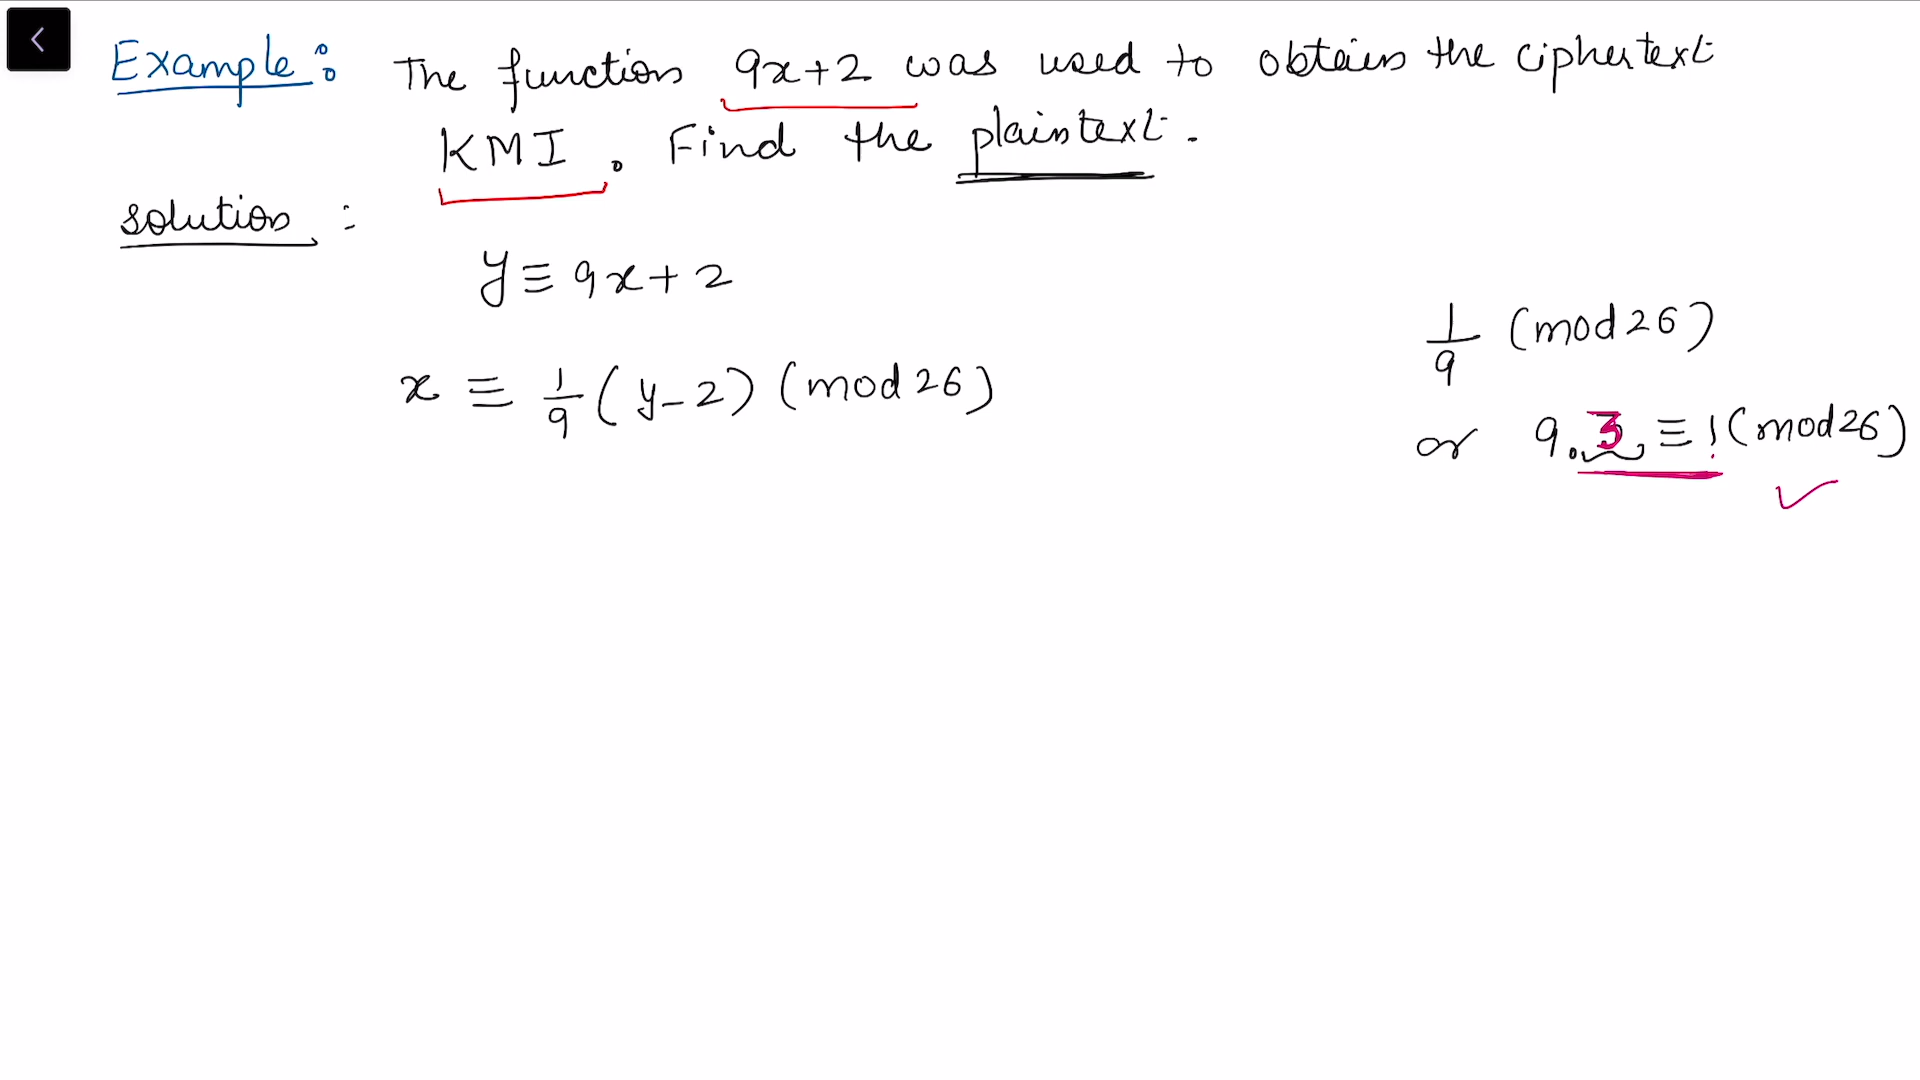 Example: The function 9x+2 was used to obtain the ciphertext
KMI. Find the plaintext.
solution:
y ≡ 9x+2
x ≡ 1/9 (y-2) (mod 26)
1/9 (mod 26)
or 9.3 ≡ 1 (mod 26)